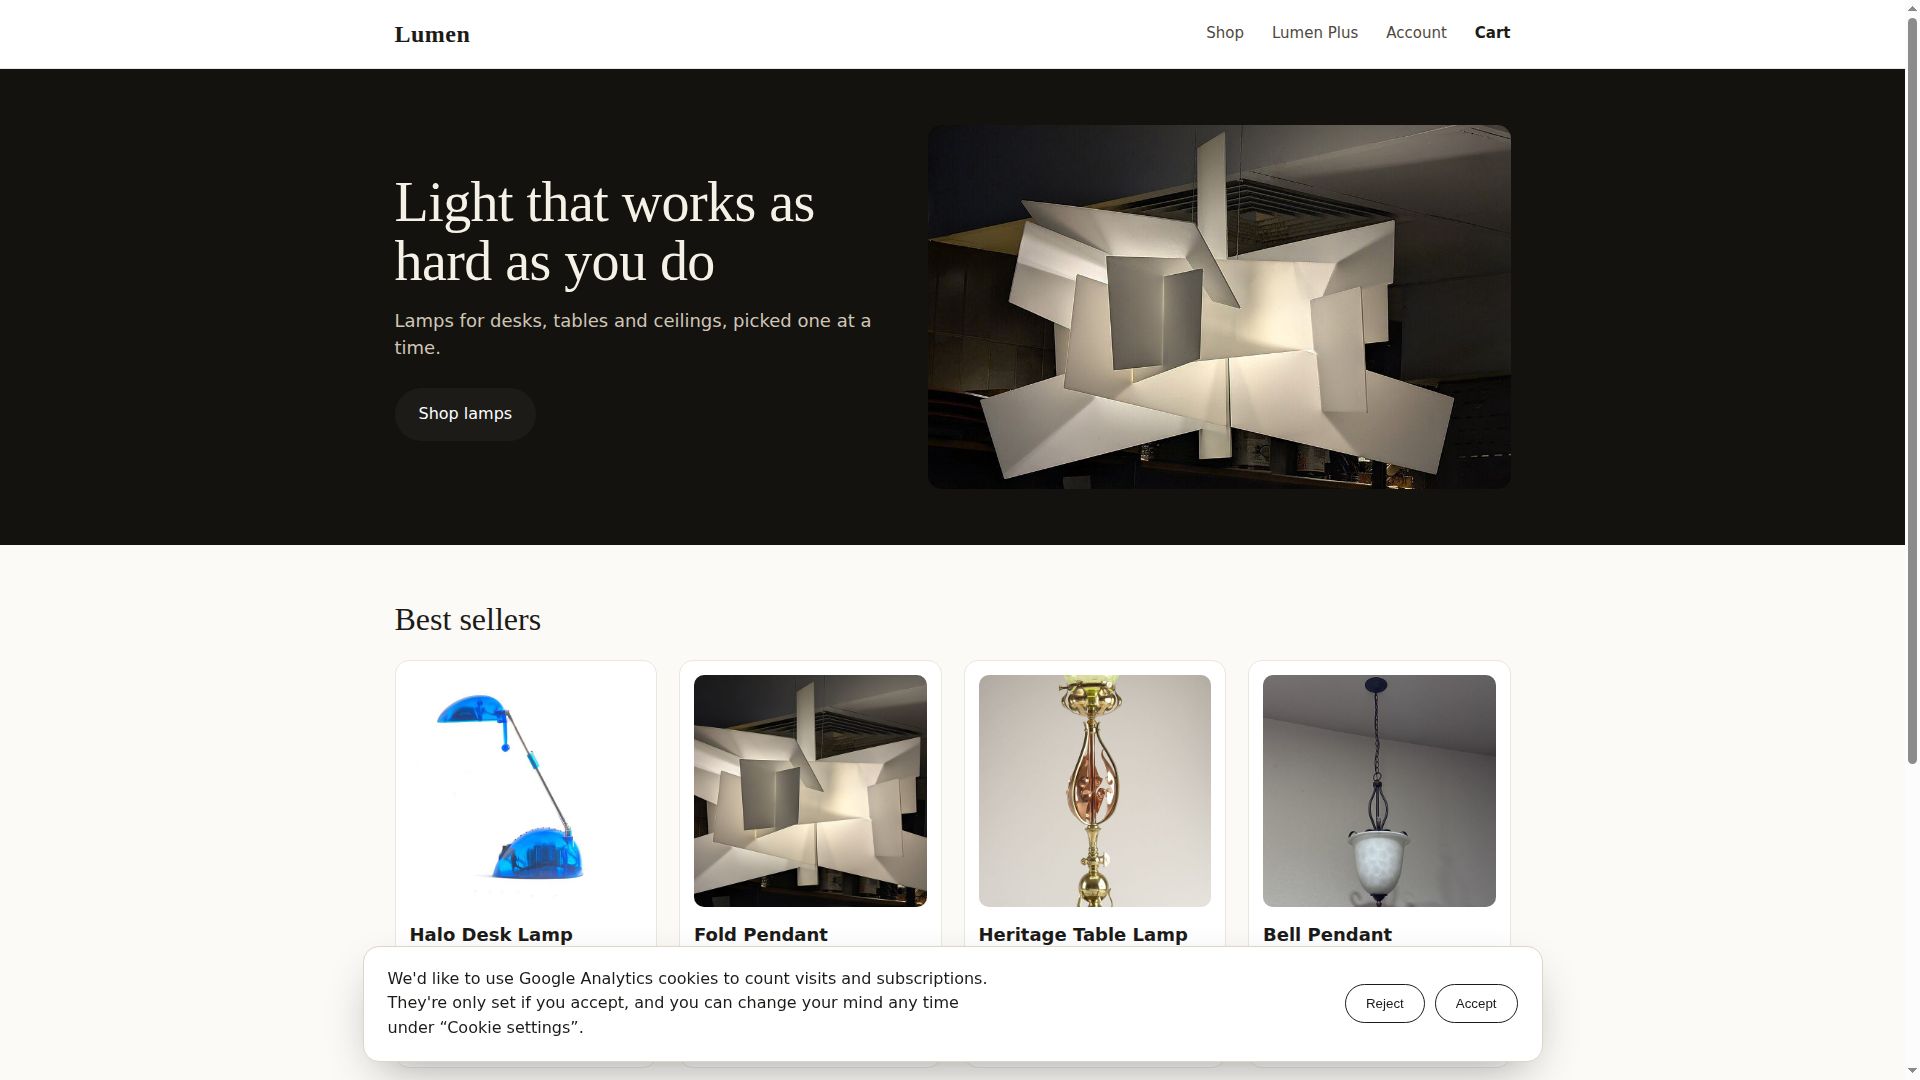 Lumen
Shop
Lumen Plus
Account
Cart
Light that works as
hard as you do
Lamps for desks, tables and ceilings, picked one at a
time.
Shop lamps
Best sellers
Halo Desk Lamp
Fold Pendant
Heritage Table Lamp
Bell Pendant
We'd like to use Google Analytics cookies to count visits and subscriptions.
They're only set if you accept, and you can change your mind any time
under “Cookie settings”.
Reject
Accept